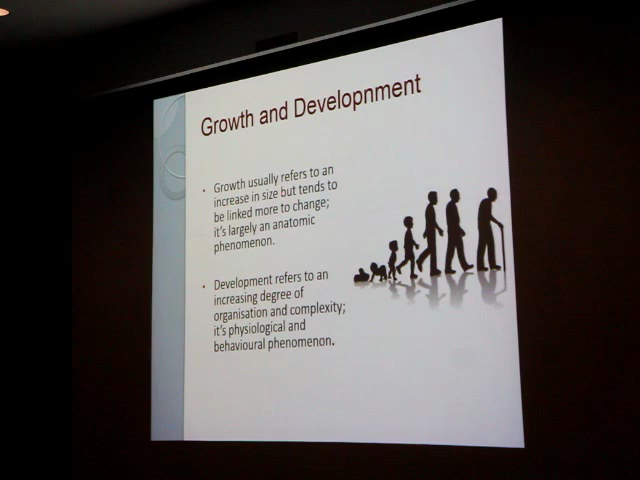 Growth and Developnment
• Growth usually refers to an
increase in size but tends to
be linked more to change;
it's largely an anatomic
phenomenon.
• Development refers to an
increasing degree of
organisation and complexity;
it's physiological and
behavioural phenomenon.